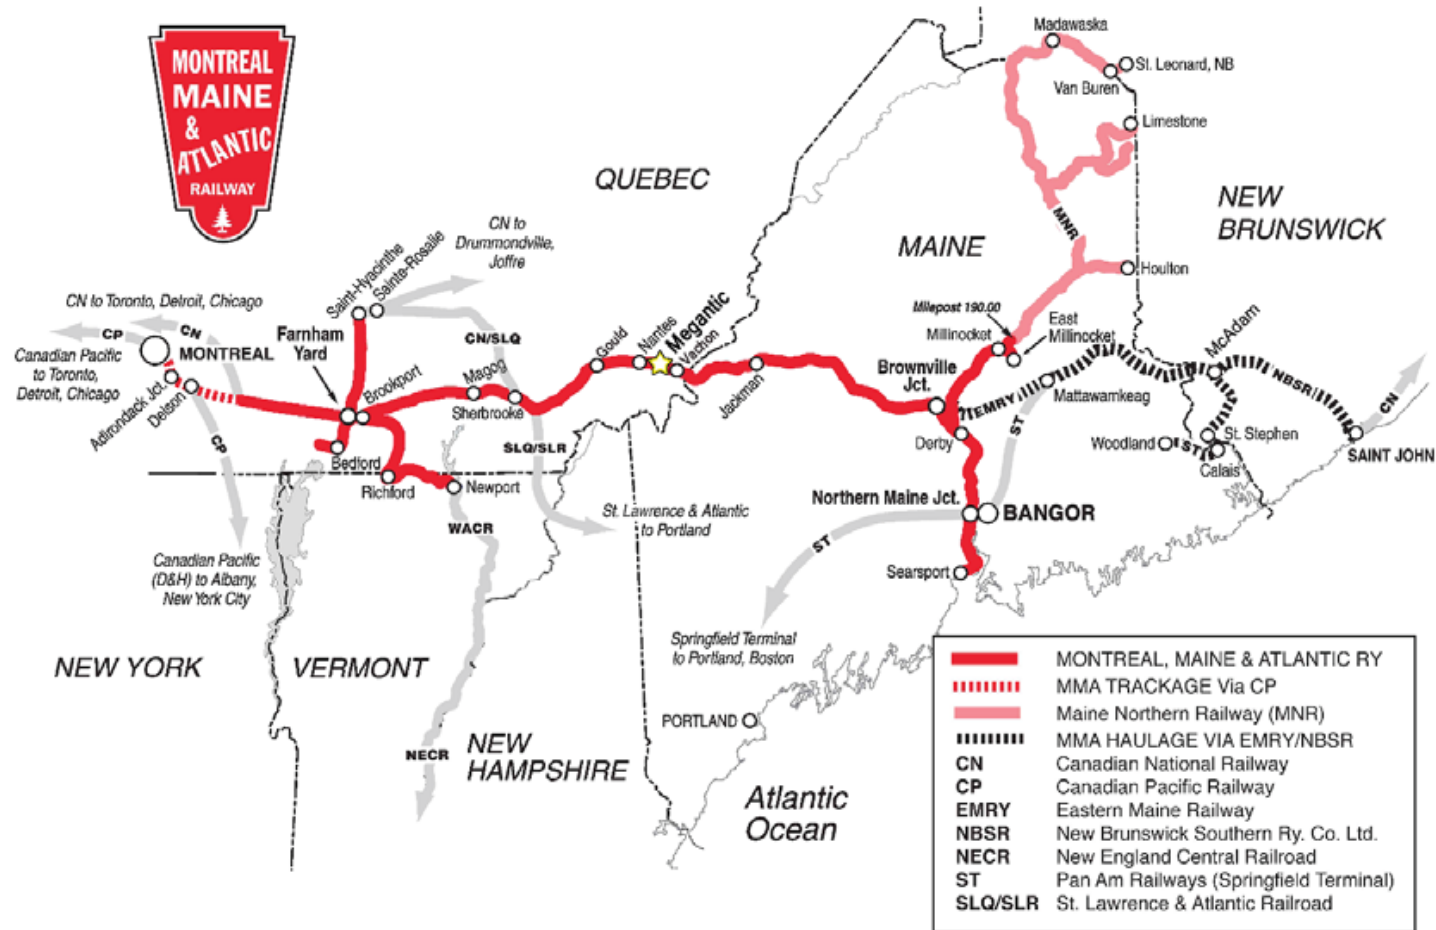 MONTREAL
MAINE
&
ATLANTIC
RAILWAY
QUEBEC
MAINE
NEW
BRUNSWICK
Madawaska
St. Leonard, NB
Van Buren
Limestone
MNR
Houlton
CN to
Drummondville,
Joffre
Saint-Hyacinthe
Sainte-Rosalie
CN to Toronto, Detroit, Chicago
CP
CN
Canadian Pacific
to Toronto,
Detroit, Chicago
MONTREAL
Farnham
Yard
Adirondack Jct.
Delson
CP
Brookport
CN/SLQ
Magog
Sherbrooke
Gould
Nantes
Megantic
Vachon
Jackman
Milepost 190.00
Millinocket
East
Millinocket
Brownville
Jct.
EMRY
ST
Mattawamkeag
McAdam
NBSR
CN
Derby
Woodland
ST
St. Stephen
Calais
SAINT JOHN
Bedford
Richford
Newport
SLQ/SLR
WACR
St. Lawrence & Atlantic
to Portland
Northern Maine Jct.
BANGOR
ST
Searsport
Canadian Pacific
(D&H) to Albany,
New York City
Springfield Terminal
to Portland, Boston
NEW YORK
VERMONT
NECR
NEW
HAMPSHIRE
PORTLAND
Atlantic
Ocean
MONTREAL, MAINE & ATLANTIC RY
MMA TRACKAGE Via CP
Maine Northern Railway (MNR)
MMA HAULAGE VIA EMRY/NBSR
CN Canadian National Railway
CP Canadian Pacific Railway
EMRY Eastern Maine Railway
NBSR New Brunswick Southern Ry. Co. Ltd.
NECR New England Central Railroad
ST Pan Am Railways (Springfield Terminal)
SLQ/SLR St. Lawrence & Atlantic Railroad